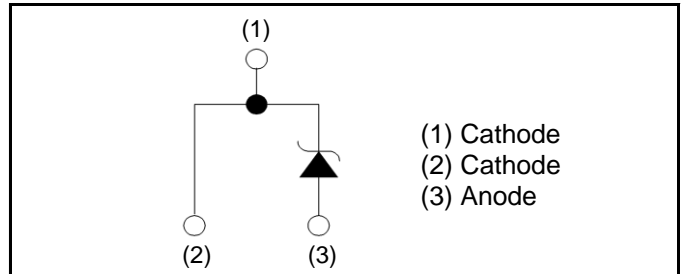 (1)
(1) Cathode
(2) Cathode
(3) Anode
(2) (3)